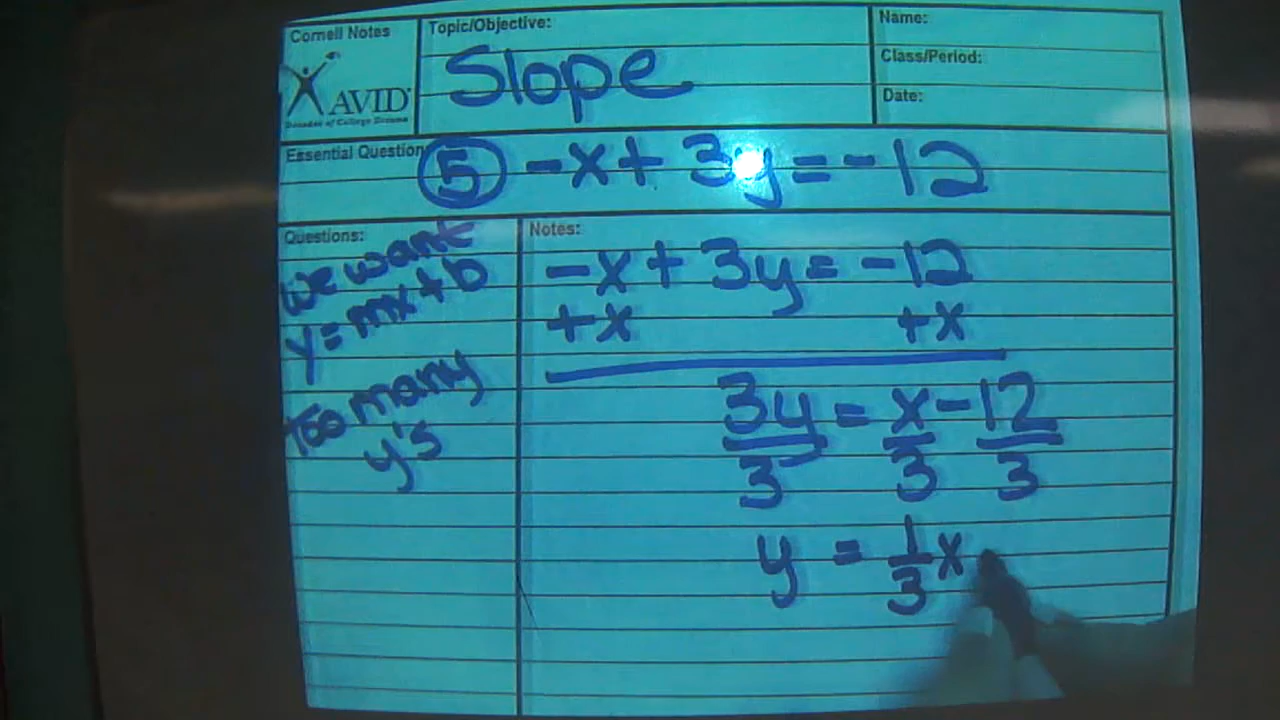 Cornell Notes
AVID
Decades of College Dreams
Topic/Objective:
Slope
Name:
Class/Period:
Date:
Essential Question
⑤ -x + 3y = -12
Questions:
we want
y = mx + b
Too many
y's
Notes:
-x + 3y = -12
+x +x
3y = x - 12
3 3 3
y = 1/3 x